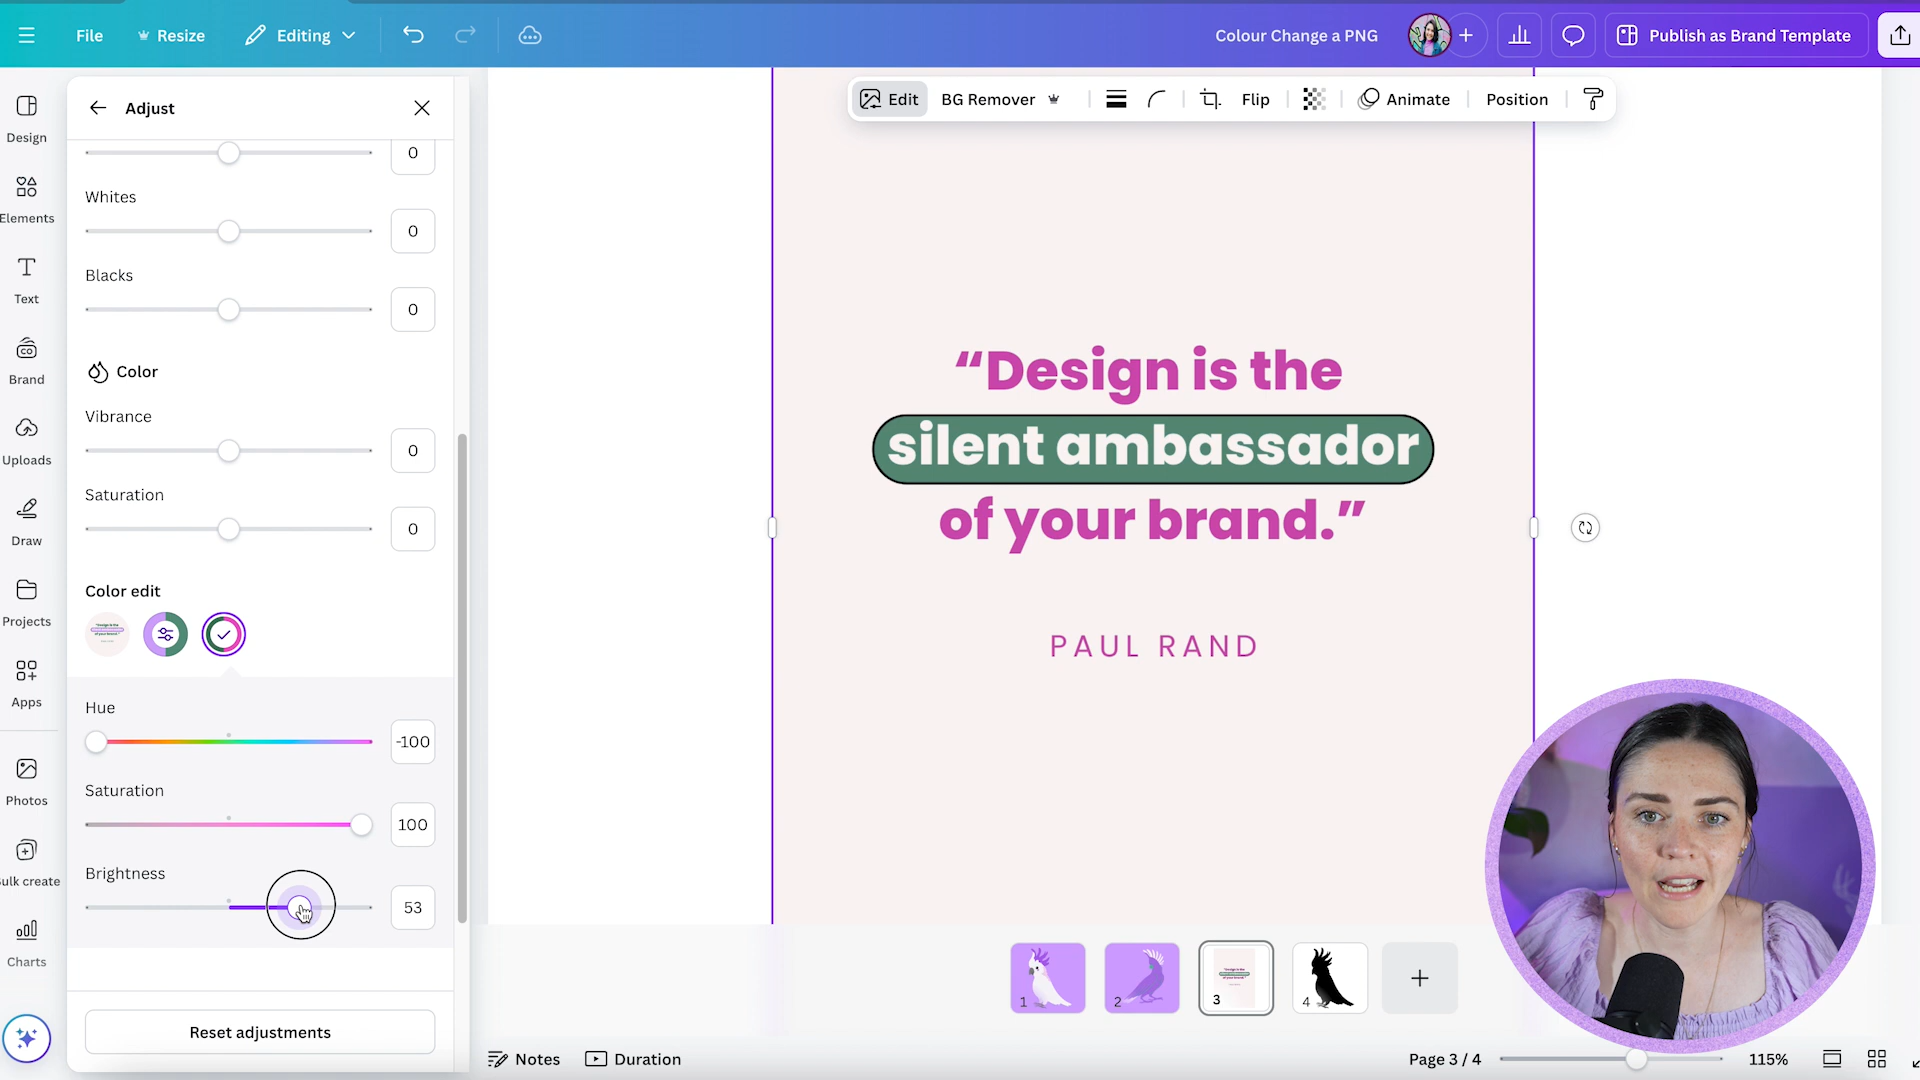 File
Resize
Editing
Colour Change a PNG
Publish as Brand Template
Design
Elements
Text
Brand
Uploads
Draw
Projects
Apps
Photos
ulk create
Charts
Adjust
0
Whites
0
Blacks
0
Color
Vibrance
0
Saturation
0
Color edit
Hue
-100
Saturation
100
Brightness
53
Reset adjustments
Edit
BG Remover
Flip
Animate
Position
“Design is the
silent ambassador
of your brand.”
PAUL RAND
1
2
3
4
Notes
Duration
Page 3 / 4
115%